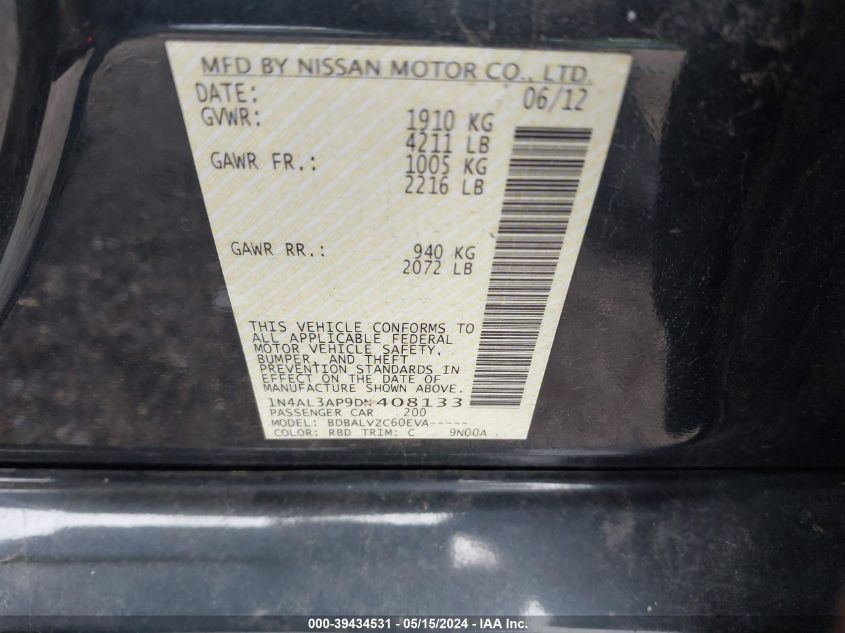 MFD BY NISSAN MOTOR CO., LTD.
DATE: 06/12
GVWR: 1910 KG
4211 LB
GAWR FR.: 1005 KG
2216 LB
GAWR RR.: 940 KG
2072 LB
THIS VEHICLE CONFORMS TO
ALL APPLICABLE FEDERAL
MOTOR VEHICLE SAFETY,
BUMPER, AND THEFT
PREVENTION STANDARDS IN
EFFECT ON THE DATE OF
MANUFACTURE SHOWN ABOVE.
1N4AL3AP9DN408133
PASSENGER CAR 200
MODEL: BDBALVZC60EVA-----
COLOR: RBD TRIM: C 9N00A
000-39434531 - 05/15/2024 - IAA Inc.